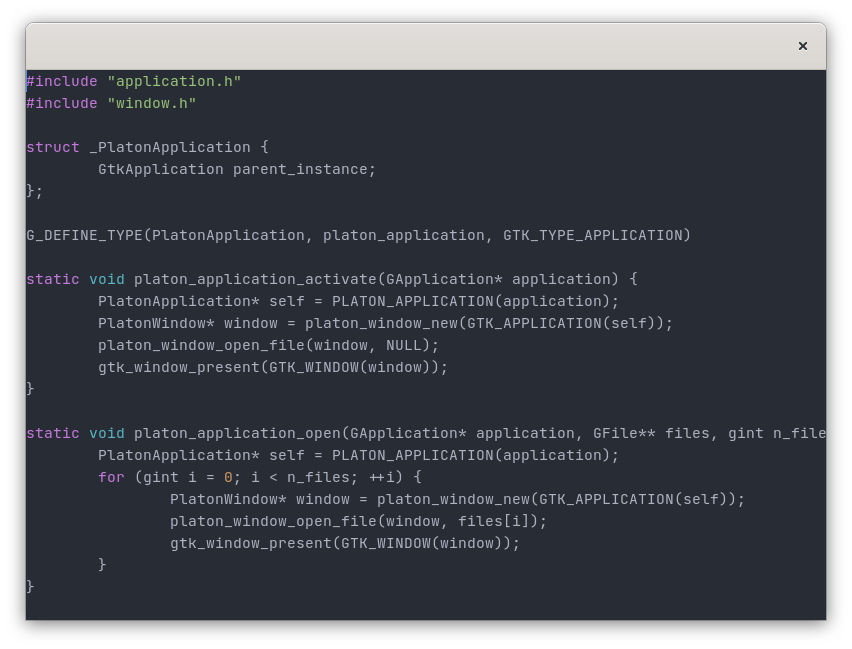 #include "application.h"
#include "window.h"

struct _PlatonApplication {
        GtkApplication parent_instance;
};

G_DEFINE_TYPE(PlatonApplication, platon_application, GTK_TYPE_APPLICATION)

static void platon_application_activate(GApplication* application) {
        PlatonApplication* self = PLATON_APPLICATION(application);
        PlatonWindow* window = platon_window_new(GTK_APPLICATION(self));
        platon_window_open_file(window, NULL);
        gtk_window_present(GTK_WINDOW(window));
}

static void platon_application_open(GApplication* application, GFile** files, gint n_file
        PlatonApplication* self = PLATON_APPLICATION(application);
        for (gint i = 0; i < n_files; ++i) {
                PlatonWindow* window = platon_window_new(GTK_APPLICATION(self));
                platon_window_open_file(window, files[i]);
                gtk_window_present(GTK_WINDOW(window));
        }
}